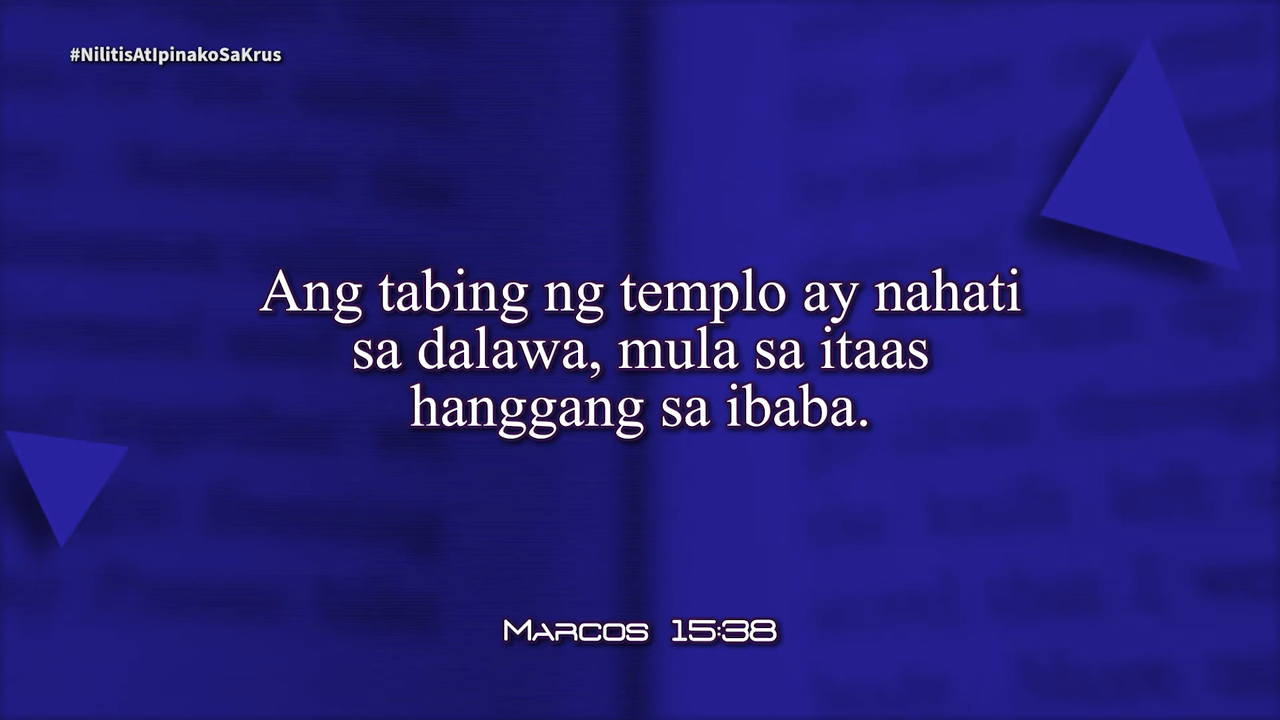 #NilitisAtIpinakoSaKrus
Ang tabing ng templo ay nahati
sa dalawa, mula sa itaas
hanggang sa ibaba.
Marcos 15:38